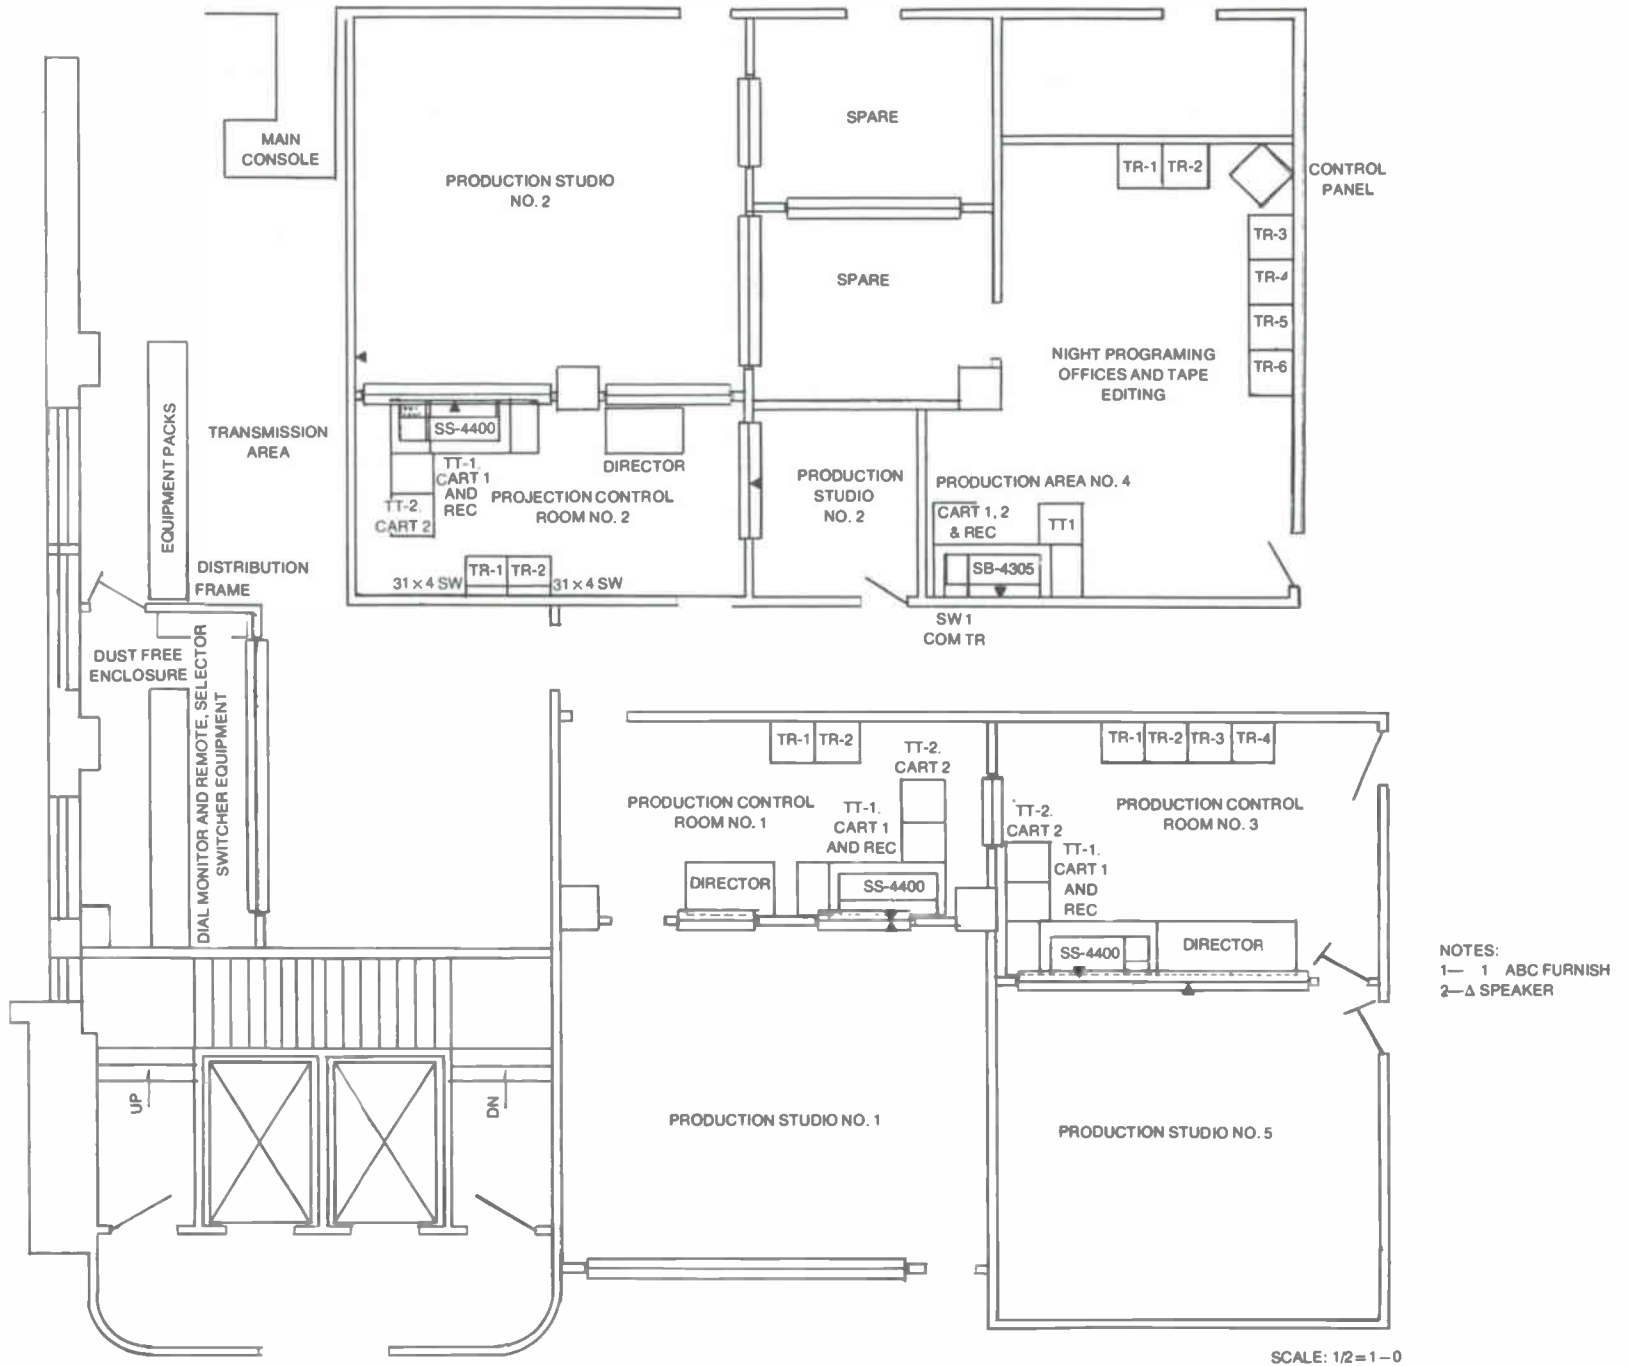 MAIN
CONSOLE
PRODUCTION STUDIO
NO. 2
SPARE
SPARE
TR-1 TR-2
CONTROL
PANEL
TR-3
TR-4
TR-5
TR-6
NIGHT PROGRAMING
OFFICES AND TAPE
EDITING
EQUIPMENT PACKS
TRANSMISSION
AREA
SS-4400
DIRECTOR
TT-1.
CART 1
AND
REC
TT-2.
CART 2
PROJECTION CONTROL
ROOM NO. 2
TR-1 TR-2
31 × 4 SW
31 × 4 SW
PRODUCTION
STUDIO
NO. 2
PRODUCTION AREA NO. 4
CART 1, 2
& REC
TT1
SB-4305
SW 1
COM TR
DISTRIBUTION
FRAME
DUST FREE
ENCLOSURE
DIAL MONITOR AND REMOTE, SELECTOR
SWITCHER EQUIPMENT
TR-1 TR-2
TT-2.
CART 2
PRODUCTION CONTROL
ROOM NO. 1
TT-1.
CART 1
AND REC
DIRECTOR
SS-4400
TR-1 TR-2 TR-3 TR-4
PRODUCTION CONTROL
ROOM NO. 3
TT-2.
CART 2
TT-1.
CART 1
AND
REC
SS-4400
DIRECTOR
NOTES:
1— 1 ABC FURNISH
2—Δ SPEAKER
UP
DN
PRODUCTION STUDIO NO. 1
PRODUCTION STUDIO NO. 5
SCALE: 1/2=1–0